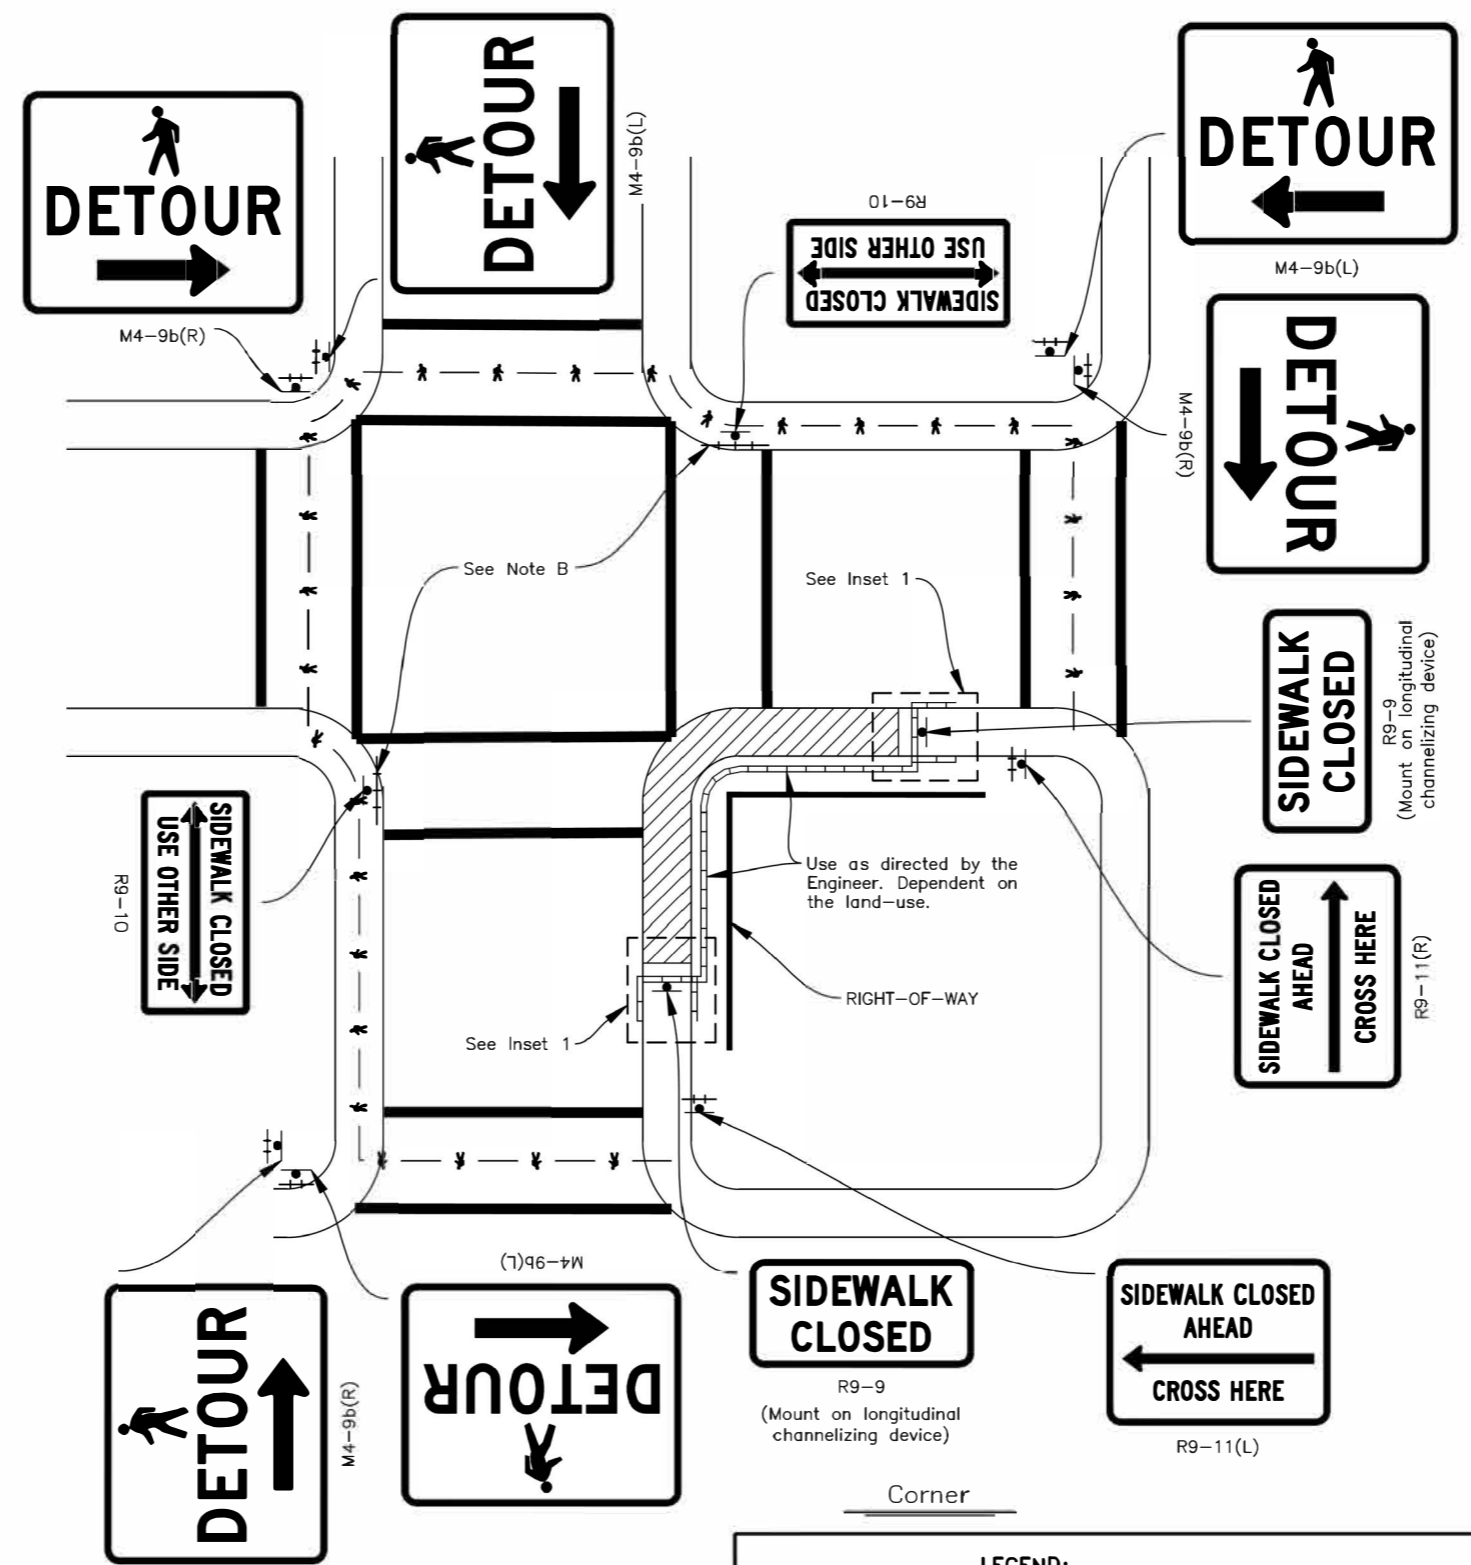 DETOUR
M4-9b(R)
DETOUR
M4-9b(L)
R9-10
SIDEWALK CLOSED
USE OTHER SIDE
DETOUR
M4-9b(L)
DETOUR
M4-9b(R)
See Note B
See Inset 1
SIDEWALK
CLOSED
R9-9
(Mount on longitudinal
channelizing device)
SIDEWALK CLOSED
USE OTHER SIDE
R9-10
Use as directed by the
Engineer. Dependent on
the land-use.
SIDEWALK CLOSED
AHEAD
CROSS HERE
R9-11(R)
RIGHT-OF-WAY
See Inset 1
DETOUR
M4-9b(R)
M4-9b(L)
DETOUR
SIDEWALK
CLOSED
R9-9
(Mount on longitudinal
channelizing device)
SIDEWALK CLOSED
AHEAD
CROSS HERE
R9-11(L)
Corner
LEGEND: